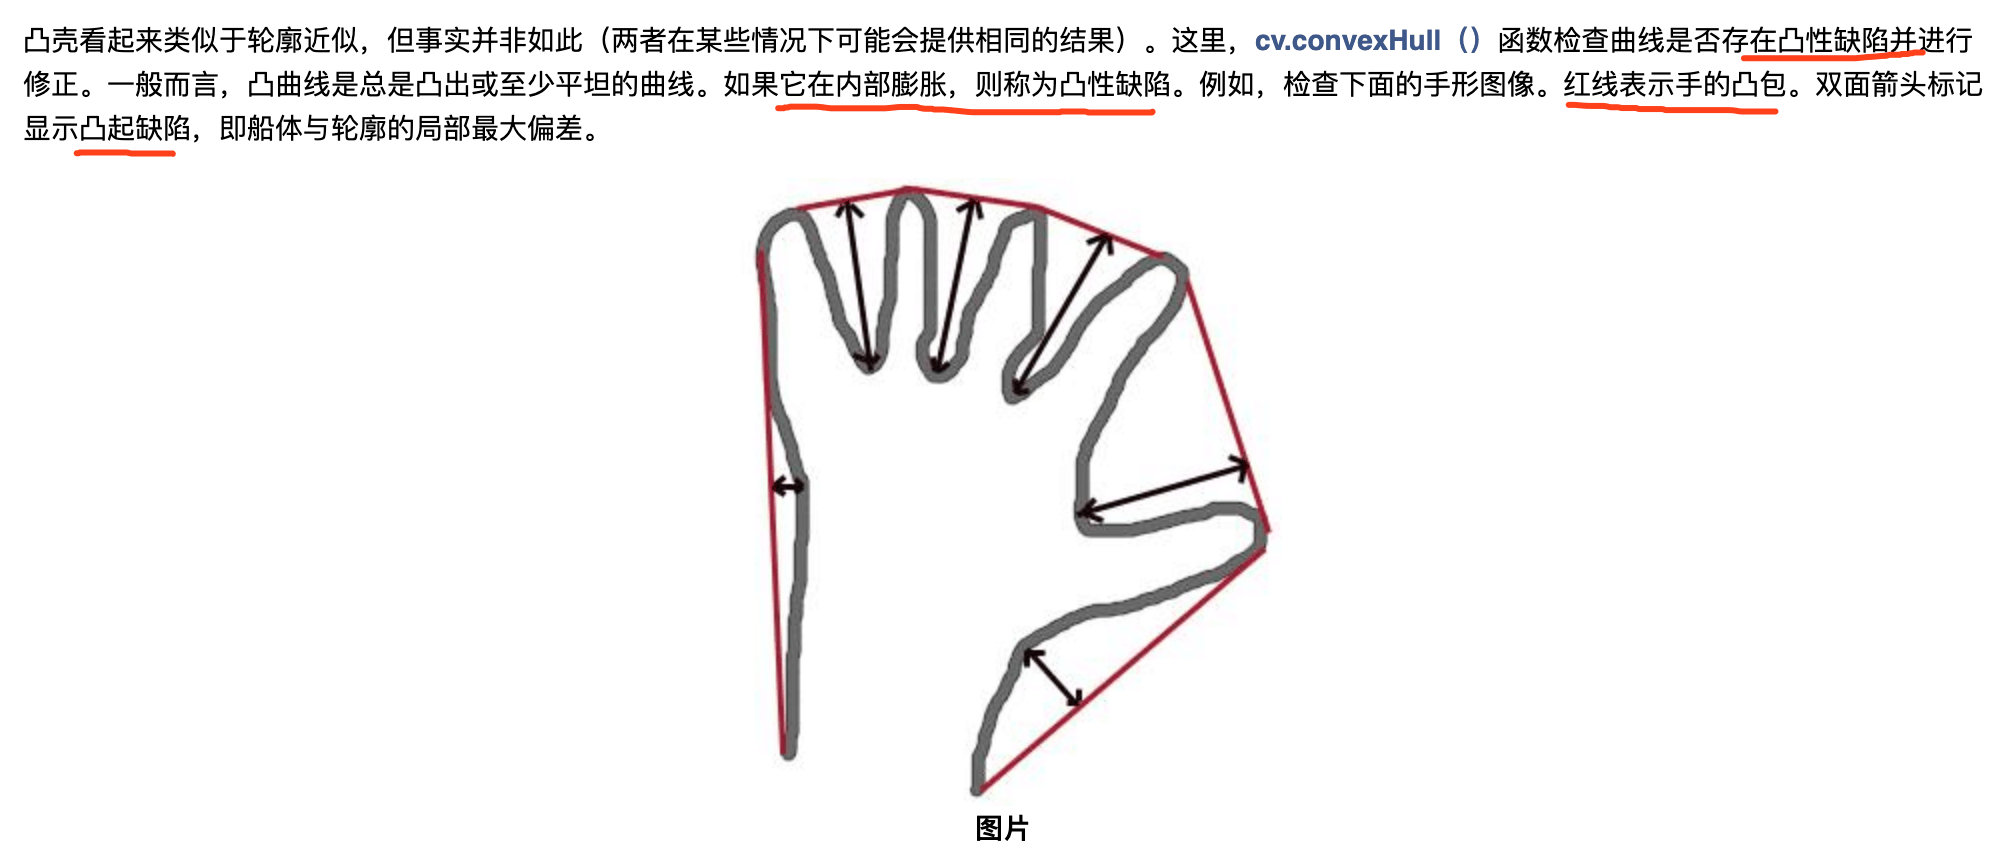 凸壳看起来类似于轮廓近似，但事实并非如此（两者在某些情况下可能会提供相同的结果）。这里，cv.convexHull（）函数检查曲线是否存在凸性缺陷并进行
修正。一般而言，凸曲线是总是凸出或至少平坦的曲线。如果它在内部膨胀，则称为凸性缺陷。例如，检查下面的手形图像。红线表示手的凸包。双面箭头标记
显示凸起缺陷，即船体与轮廓的局部最大偏差。
图片